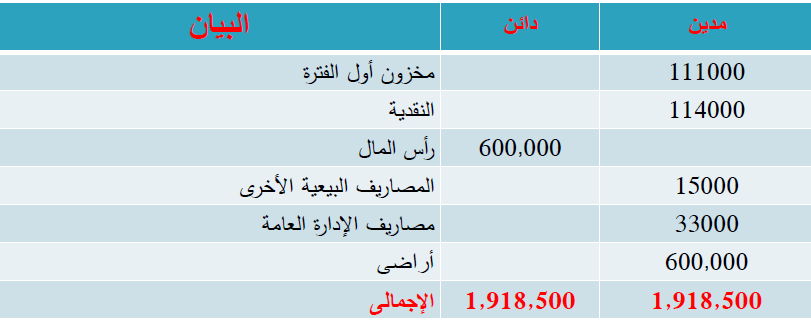 مدين دائن البيان
111000 مخزون أول الفترة
114000 النقدية
600,000 رأس المال
15000 المصاريف البيعية الأخرى
33000 مصاريف الإدارة العامة
600,000 أراضى
1,918,500 1,918,500 الإجمالى